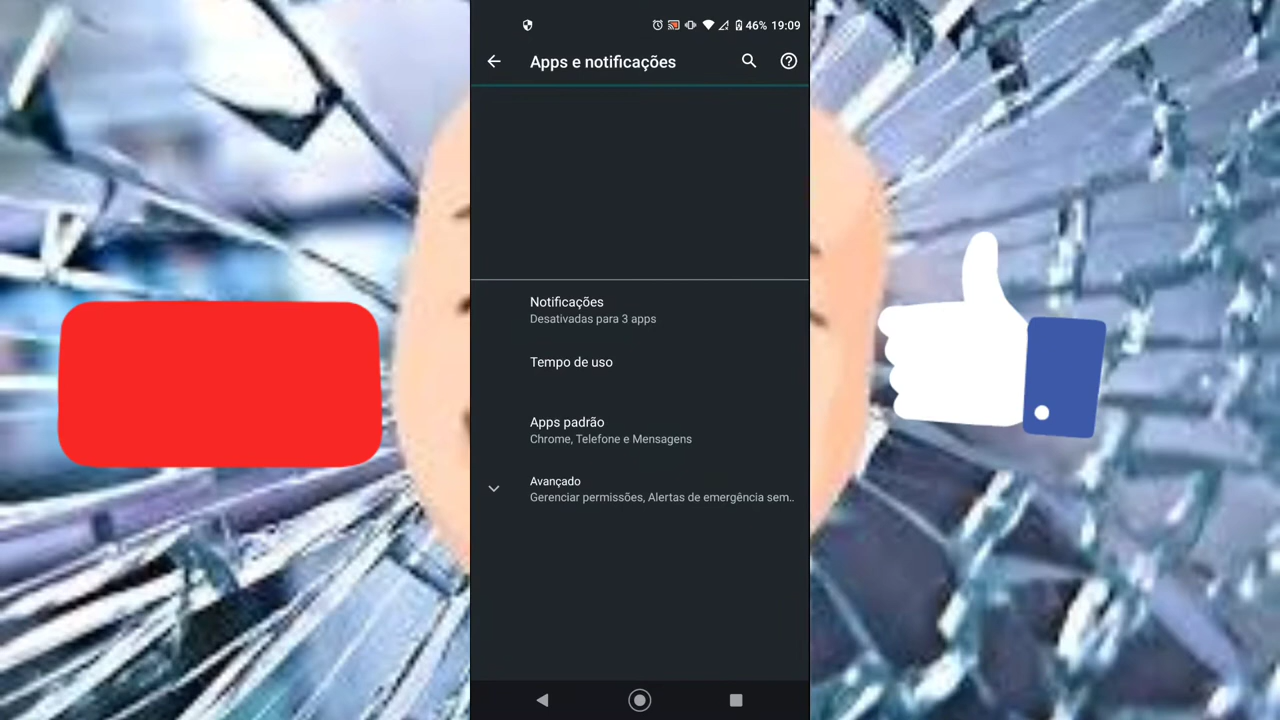 46% 19:09
Apps e notificações
Notificações
Desativadas para 3 apps
Tempo de uso
Apps padrão
Chrome, Telefone e Mensagens
Avançado
Gerenciar permissões, Alertas de emergência sem..